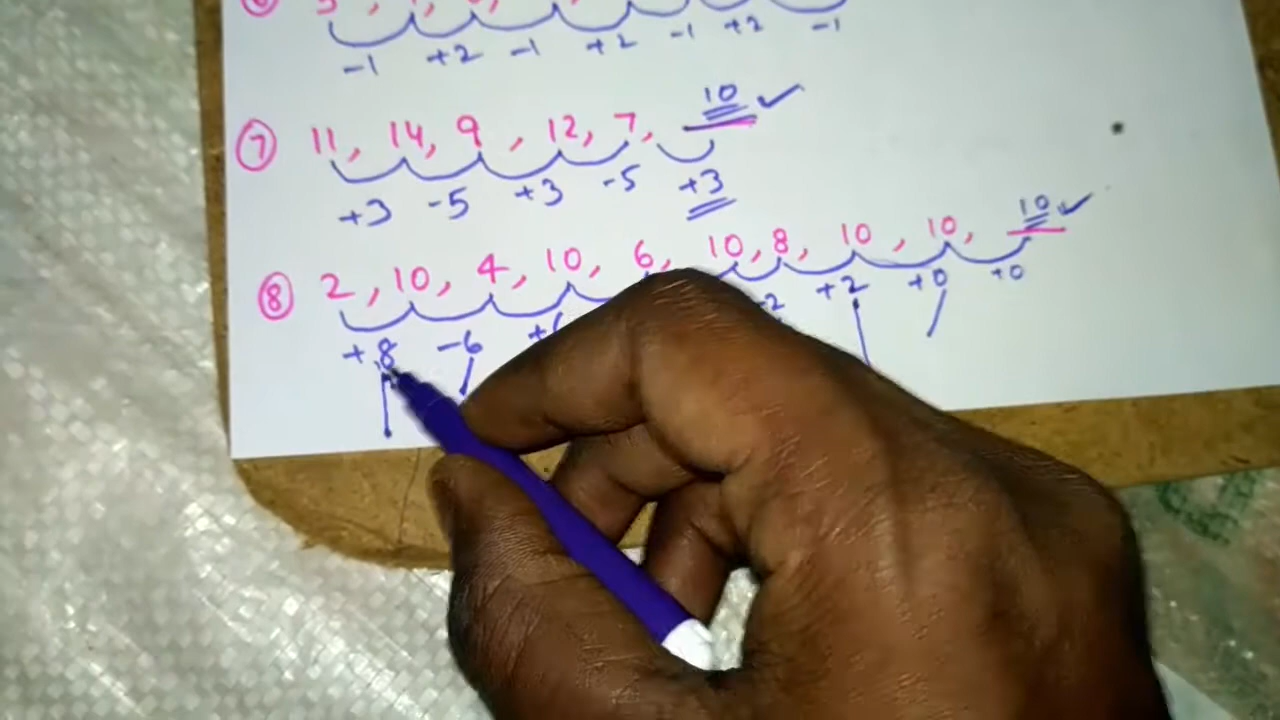 -1 +2 -1 +2 -1 +2 -1
⑦ 11, 14, 9, 12, 7, 10 ✓
+3 -5 +3 -5 +3
⑧ 2, 10, 4, 10, 6, 10, 8, 10, 10, 10 ✓
+8 -6 +2 +0 +0